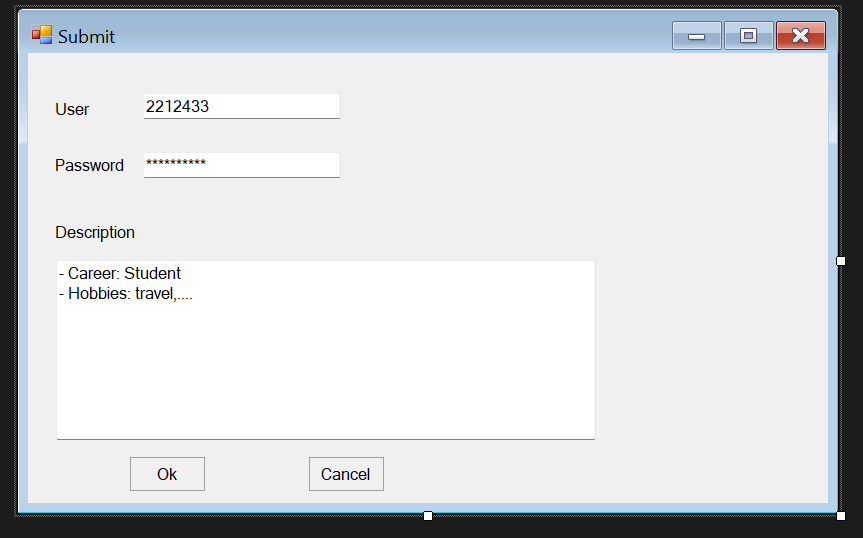 Submit
User 2212433
Password **********
Description
- Career: Student
- Hobbies: travel,....
Ok Cancel